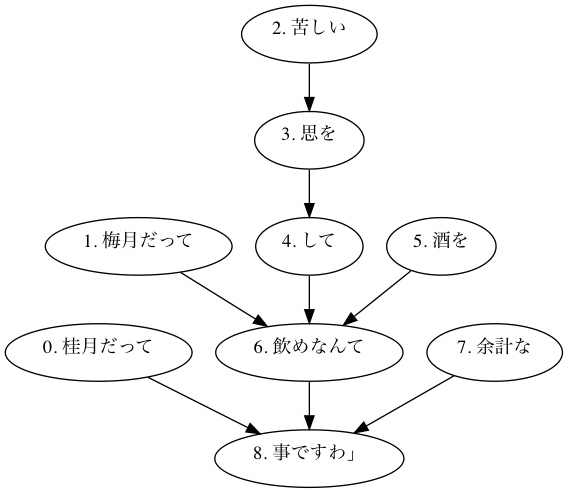 2. 苦しい
3. 思を
1. 梅月だって
4. して
5. 酒を
0. 桂月だって
6. 飲めなんて
7. 余計な
8. 事ですわ」